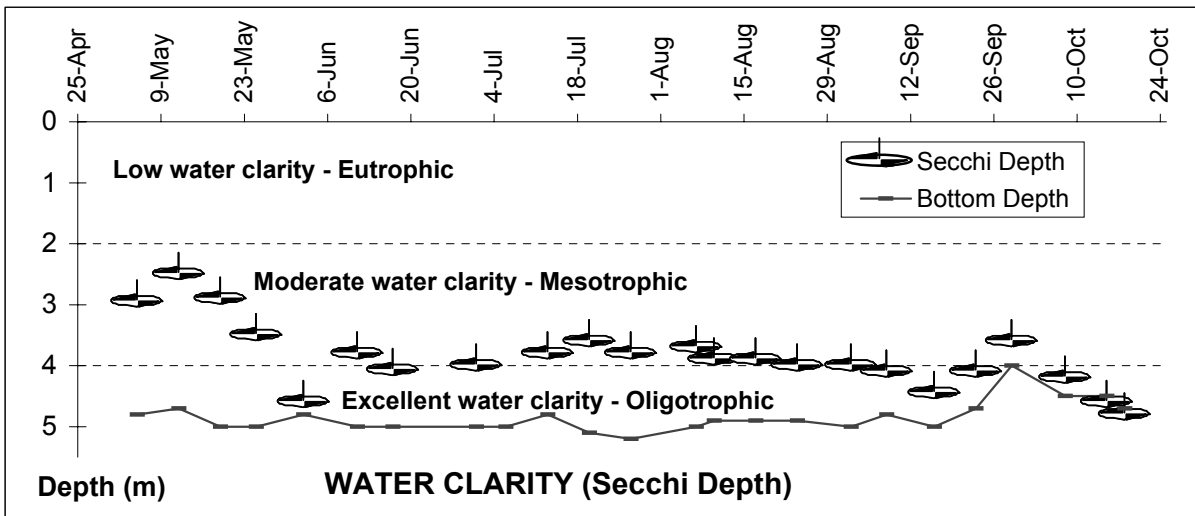 25-Apr
9-May
23-May
6-Jun
20-Jun
4-Jul
18-Jul
1-Aug
15-Aug
29-Aug
12-Sep
26-Sep
10-Oct
24-Oct
0
Low water clarity - Eutrophic
Secchi Depth
Bottom Depth
1
2
Moderate water clarity - Mesotrophic
3
4
Excellent water clarity - Oligotrophic
5
Depth (m)
WATER CLARITY (Secchi Depth)